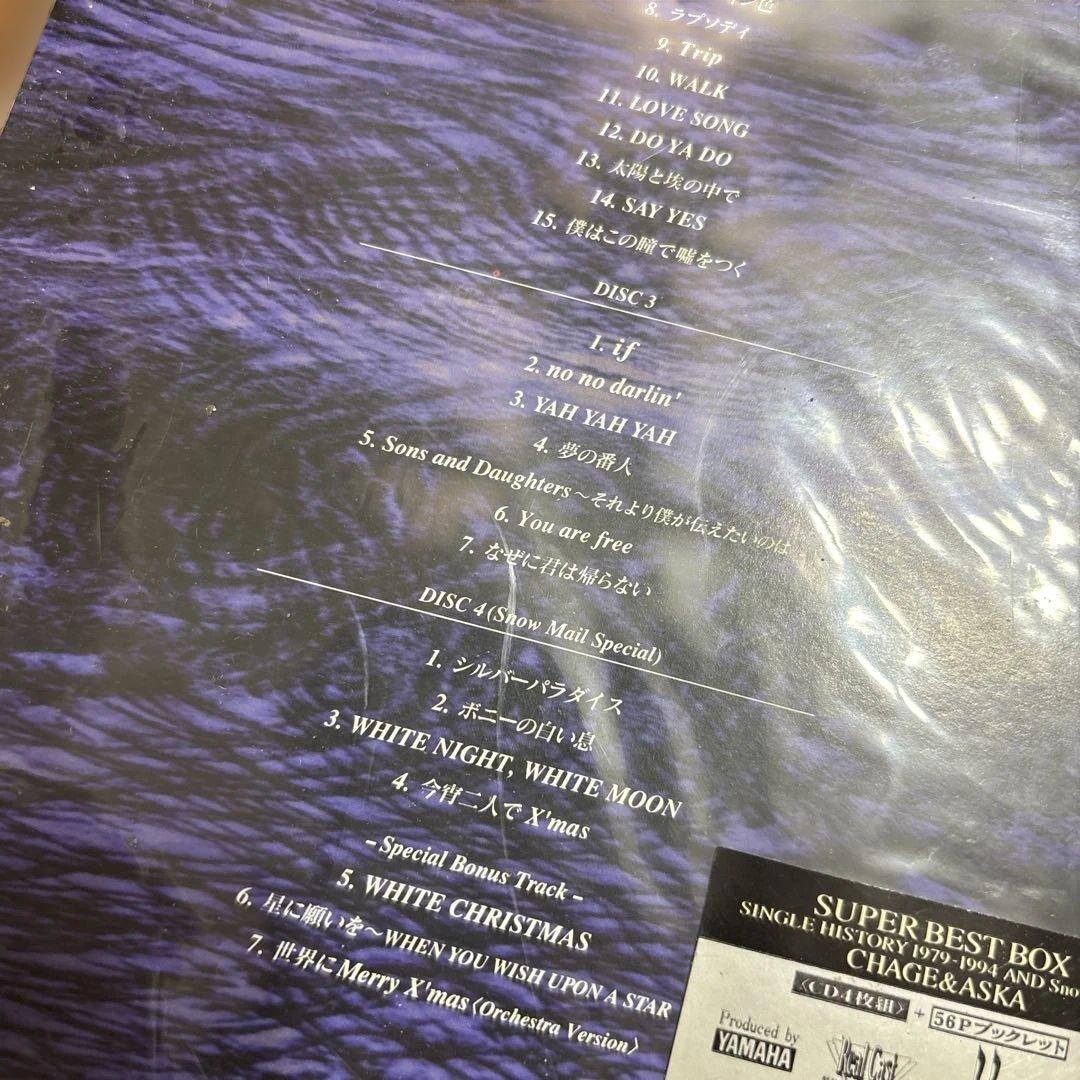 色
8. ラプソディ
9. Trip
10. WALK
11. LOVE SONG
12. DO YA DO
13. 太陽と埃の中で
14. SAY YES
15. 僕はこの瞳で嘘をつく
DISC 3
1. if
2. no no darlin'
3. YAH YAH YAH
4. 夢の番人
5. Sons and Daughters～それより僕が伝えたいのは
6. You are free
7. なぜに君は帰らない
DISC 4 (Snow Mail Special)
1. シルバーパラダイス
2. ボニーの白い息
3. WHITE NIGHT, WHITE MOON
4. 今宵二人で X'mas
– Special Bonus Track –
5. WHITE CHRISTMAS
6. 星に願いを～WHEN YOU WISH UPON A STAR
7. 世界に Merry X'mas〈Orchestra Version〉
SUPER BEST BOX
SINGLE HISTORY 1979-1994 AND Sno
CHAGE&ASKA
〈CD4枚組〉 + 56Pブックレット
Produced by
YAMAHA
Real Cast